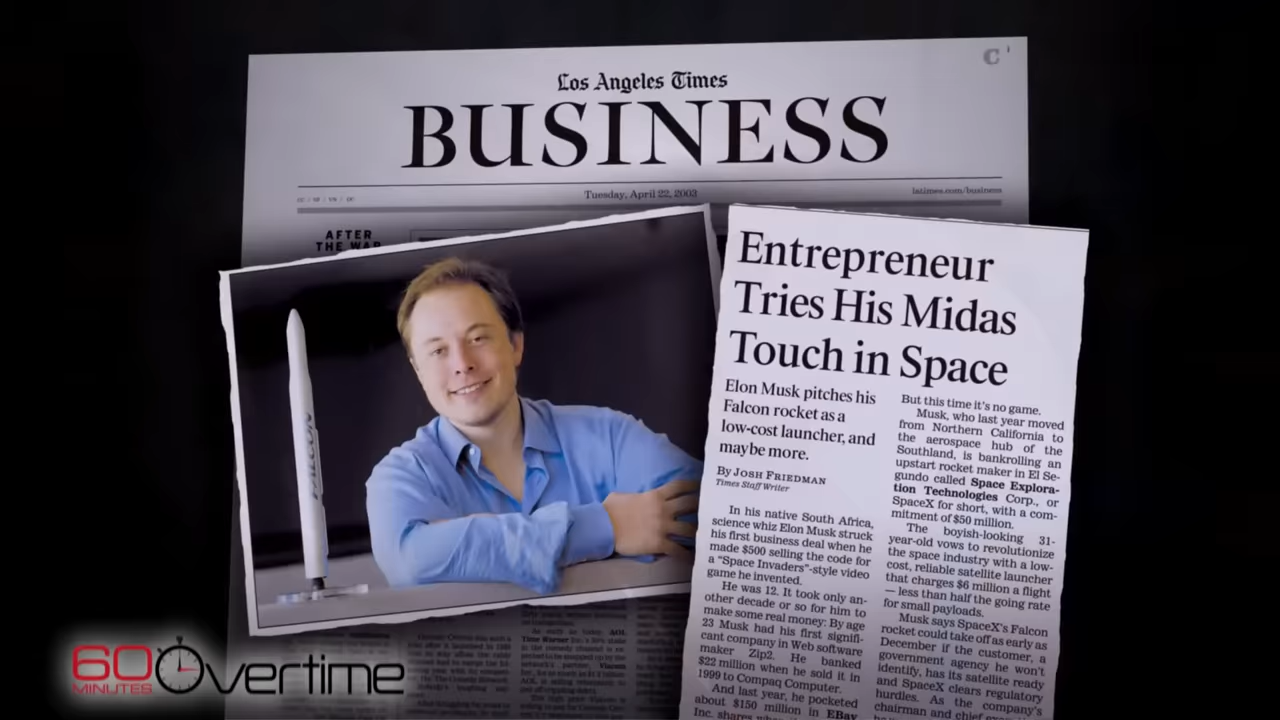 C 1
Los Angeles Times
BUSINESS
Tuesday, April 22, 2003
latimes.com/business
AFTER
THE WAR
FALCON
Entrepreneur
Tries His Midas
Touch in Space
Elon Musk pitches his
Falcon rocket as a
low-cost launcher, and
maybe more.
By JOSH FRIEDMAN
Times Staff Writer
In his native South Africa,
science whiz Elon Musk struck
his first business deal when he
made $500 selling the code for
a “Space Invaders”-style video
game he invented.
He was 12. It took only an-
other decade or so for him to
make some real money: By age
23 Musk had his first signifi-
cant company in Web software
maker Zip2. He banked
$22 million when he sold it in
1999 to Compaq Computer.
And last year, he pocketed
about $150 million in EBay
Inc. shares
But this time it’s no game.
Musk, who last year moved
from Northern California to
the aerospace hub of the
Southland, is bankrolling an
upstart rocket maker in El Se-
gundo called Space Explora-
tion Technologies Corp., or
SpaceX for short, with a com-
mitment of $50 million.
The boyish-looking 31-
year-old vows to revolutionize
the space industry with a low-
cost, reliable satellite launcher
that charges $6 million a flight
— less than half the going rate
for small payloads.
Musk says SpaceX’s Falcon
rocket could take off as early as
December if the customer, a
government agency he won’t
identify, has its satellite ready
and SpaceX clears regulatory
hurdles. As the company’s
chairman and chief
60 Overtime
MINUTES